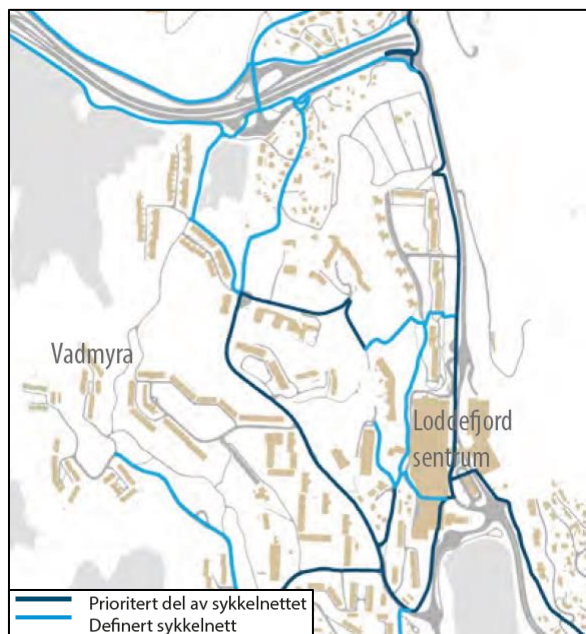 Vadmyra
Loddefjord
sentrum
Prioritert del av sykkelnettet
Definert sykkelnett